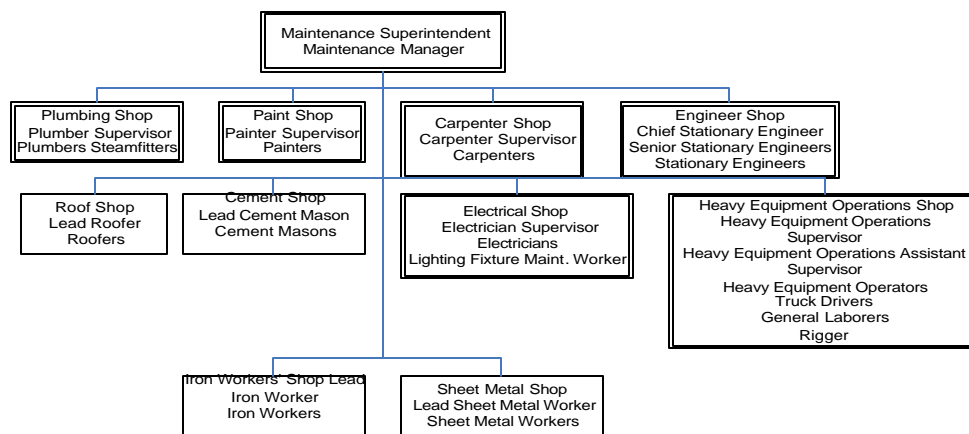 Maintenance Superintendent
Maintenance Manager
Plumbing Shop
Plumber Supervisor
Plumbers Steamfitters
Paint Shop
Painter Supervisor
Painters
Carpenter Shop
Carpenter Supervisor
Carpenters
Engineer Shop
Chief Stationary Engineer
Senior Stationary Engineers
Stationary Engineers
Roof Shop
Lead Roofer
Roofers
Cement Shop
Lead Cement Mason
Cement Masons
Electrical Shop
Electrician Supervisor
Electricians
Lighting Fixture Maint. Worker
Heavy Equipment Operations Shop
Heavy Equipment Operations
Supervisor
Heavy Equipment Operations Assistant
Supervisor
Heavy Equipment Operators
Truck Drivers
General Laborers
Rigger
Iron Workers' Shop Lead
Iron Worker
Iron Workers
Sheet Metal Shop
Lead Sheet Metal Worker
Sheet Metal Workers